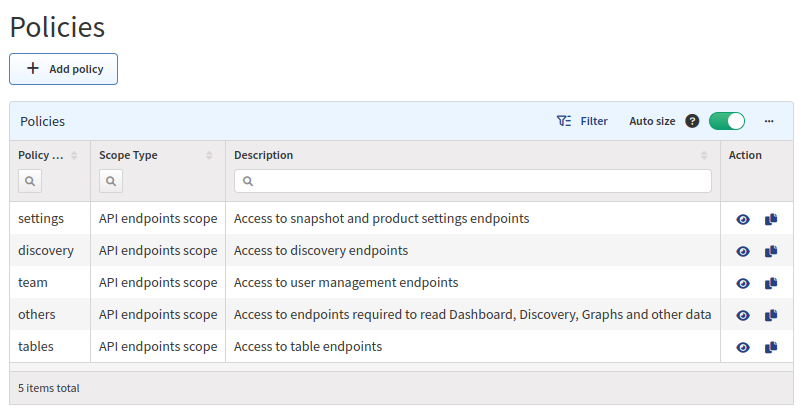 Policies
Add policy
Policies Filter Auto size ? ...
Policy ... Scope Type Description Action
settings API endpoints scope Access to snapshot and product settings endpoints
discovery API endpoints scope Access to discovery endpoints
team API endpoints scope Access to user management endpoints
others API endpoints scope Access to endpoints required to read Dashboard, Discovery, Graphs and other data
tables API endpoints scope Access to table endpoints
5 items total